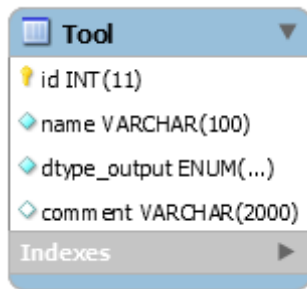 Tool
id INT(11)
name VARCHAR(100)
dtype_output ENUM(...)
comment VARCHAR(2000)
Indexes